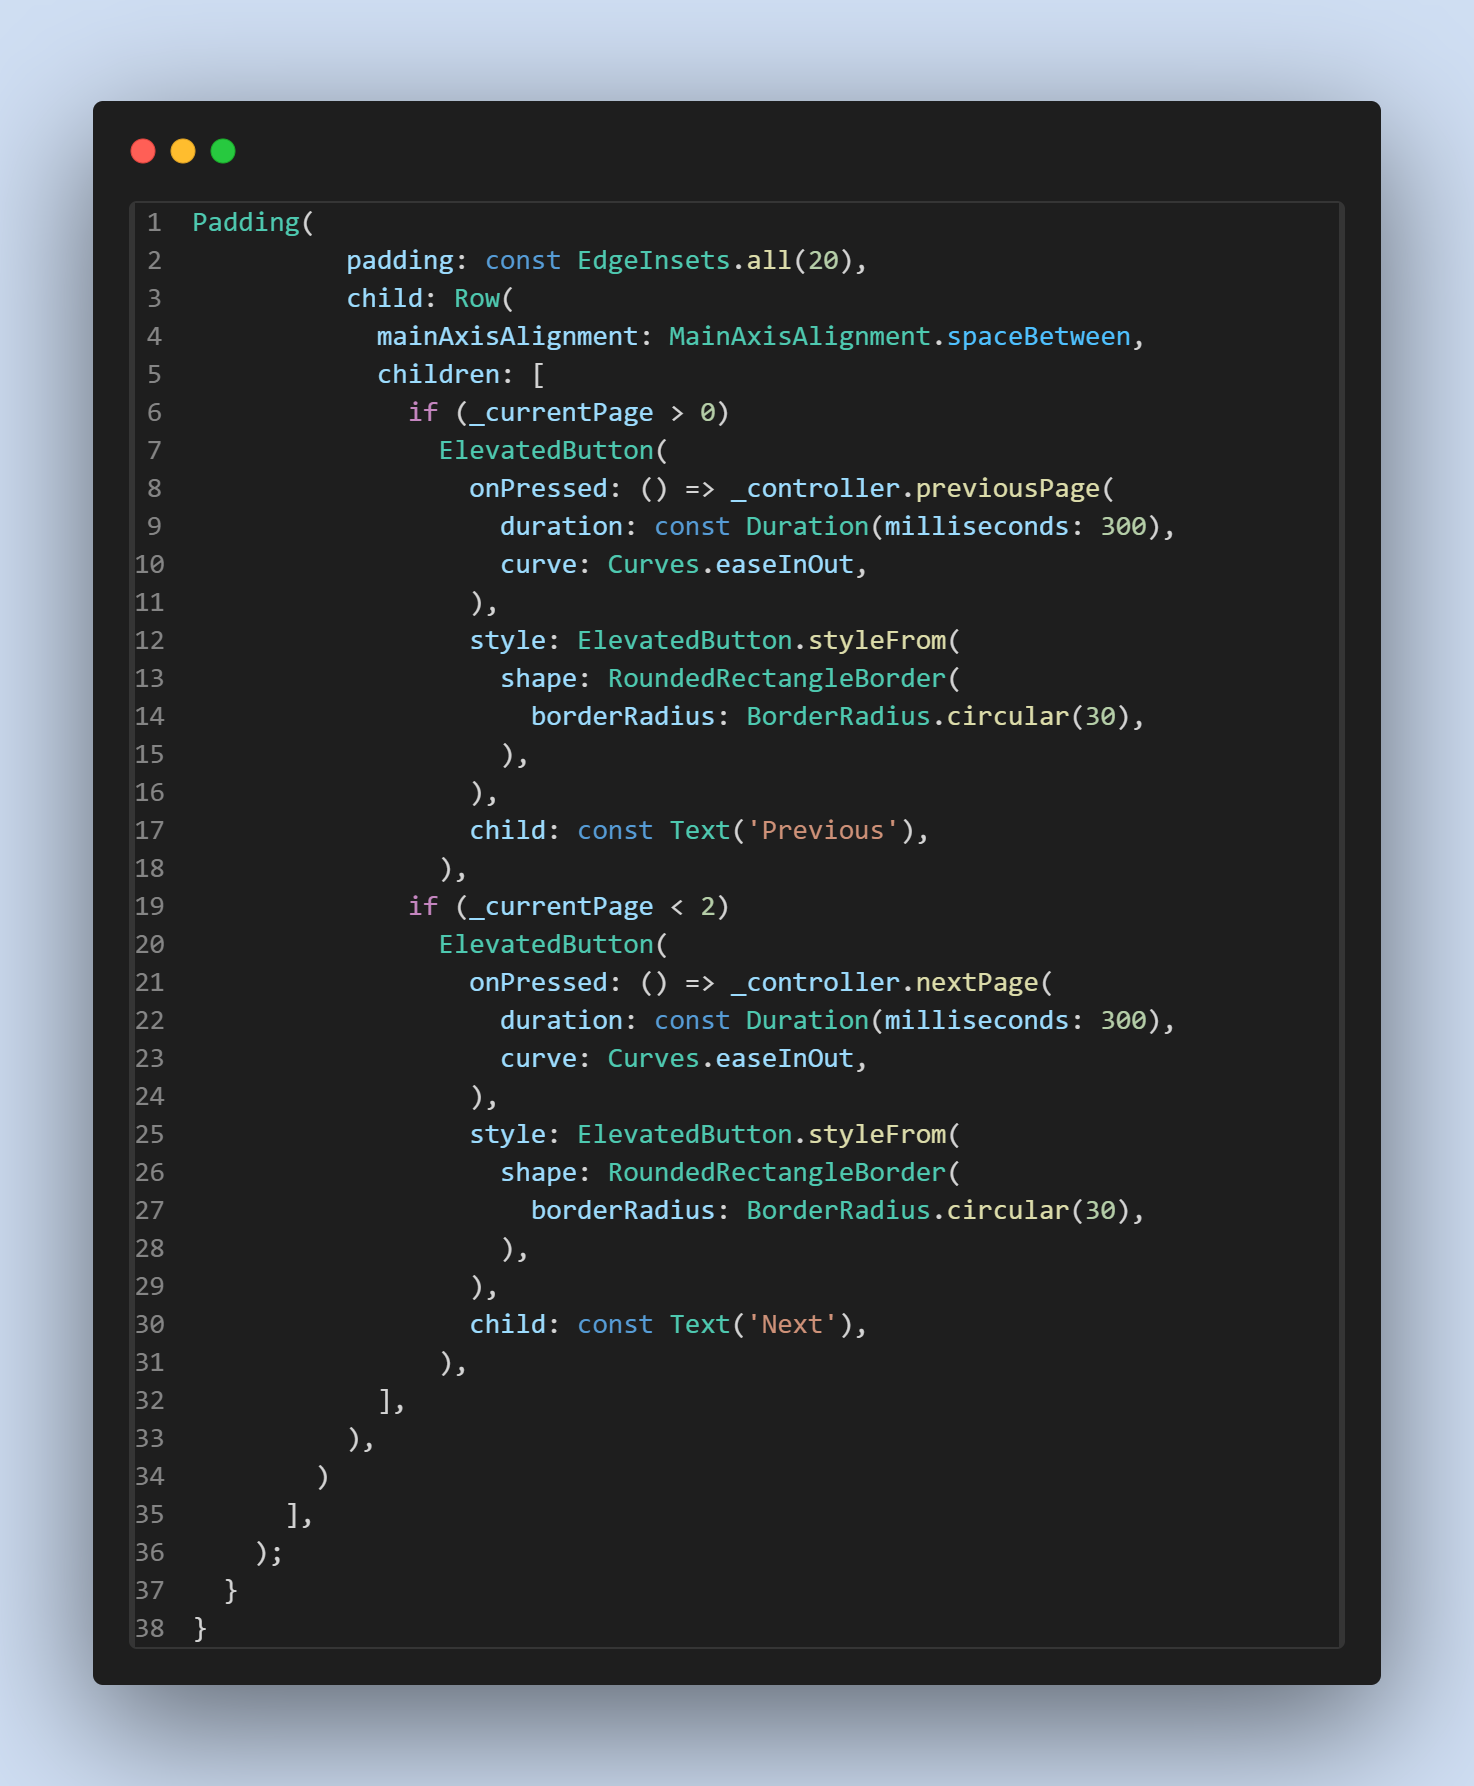 1 Padding(
2           padding: const EdgeInsets.all(20),
3           child: Row(
4             mainAxisAlignment: MainAxisAlignment.spaceBetween,
5             children: [
6               if (_currentPage > 0)
7                 ElevatedButton(
8                   onPressed: () => _controller.previousPage(
9                     duration: const Duration(milliseconds: 300),
10                     curve: Curves.easeInOut,
11                   ),
12                   style: ElevatedButton.styleFrom(
13                     shape: RoundedRectangleBorder(
14                       borderRadius: BorderRadius.circular(30),
15                     ),
16                   ),
17                   child: const Text('Previous'),
18                 ),
19               if (_currentPage < 2)
20                 ElevatedButton(
21                   onPressed: () => _controller.nextPage(
22                     duration: const Duration(milliseconds: 300),
23                     curve: Curves.easeInOut,
24                   ),
25                   style: ElevatedButton.styleFrom(
26                     shape: RoundedRectangleBorder(
27                       borderRadius: BorderRadius.circular(30),
28                     ),
29                   ),
30                   child: const Text('Next'),
31                 ),
32             ],
33           ),
34         )
35       ],
36     );
37   }
38 }